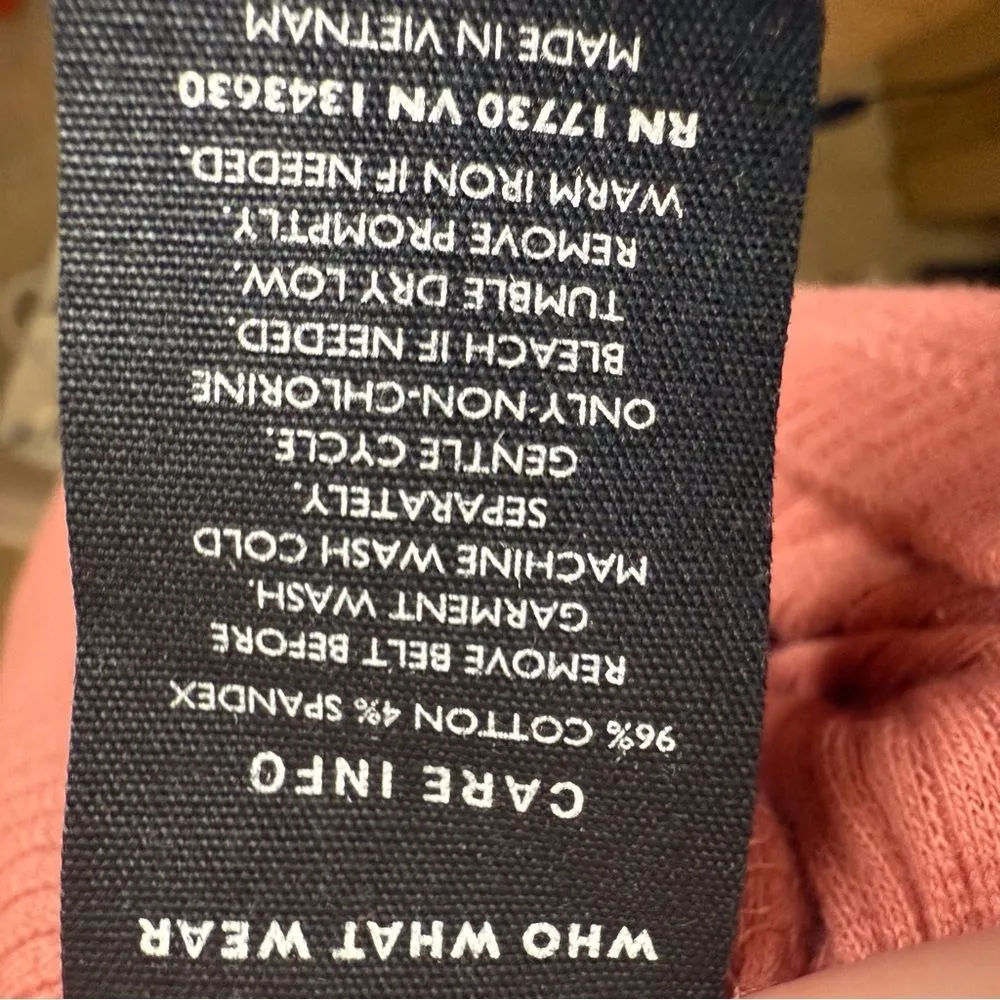 WHO WHAT WEAR
CARE INFO
96% COTTON 4% SPANDEX
REMOVE BELT BEFORE
GARMENT WASH.
MACHINE WASH COLD
SEPARATELY.
GENTLE CYCLE.
ONLY NON-CHLORINE
BLEACH IF NEEDED.
TUMBLE DRY LOW.
REMOVE PROMPTLY.
WARM IRON IF NEEDED.
RN 17730 VN 1343630
MADE IN VIETNAM